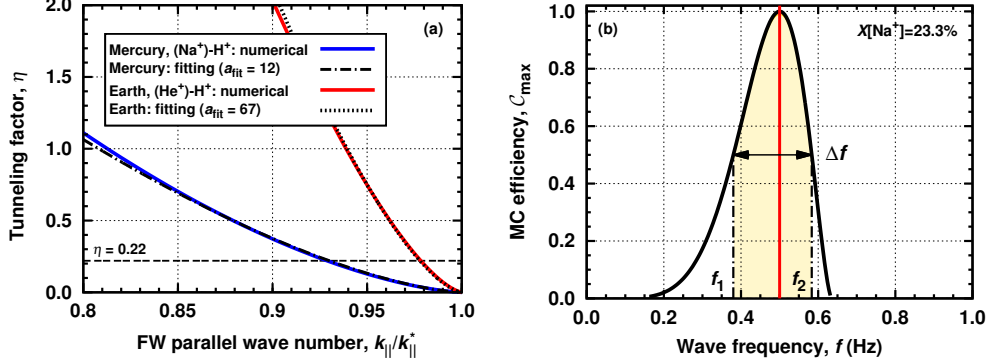 (a)
Mercury, (Na⁺)-H⁺: numerical
Mercury: fitting (a_fit = 12)
Earth, (He⁺)-H⁺: numerical
Earth: fitting (a_fit = 67)
η = 0.22
Tunneling factor, η
2.0
1.5
1.0
0.5
0.0
0.8
0.85
0.9
0.95
1.0
FW parallel wave number, k_||/k_||^*
(b)
X[Na⁺]=23.3%
Δf
f₁
f₂
MC efficiency, 𝒞_max
1.0
0.8
0.6
0.4
0.2
0.0
0.0
0.2
0.4
0.6
0.8
1.0
Wave frequency, f (Hz)